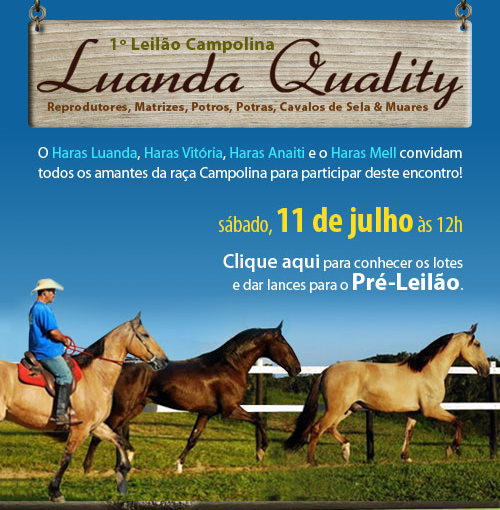 1º Leilão Campolina
Luanda Quality
Reprodutores, Matrizes, Potros, Potras, Cavalos de Sela & Muares
O Haras Luanda, Haras Vitória, Haras Anaiti e o Haras Mell convidam
todos os amantes da raça Campolina para participar deste encontro!
sábado, 11 de julho às 12h
Clique aqui para conhecer os lotes
e dar lances para o Pré-Leilão.